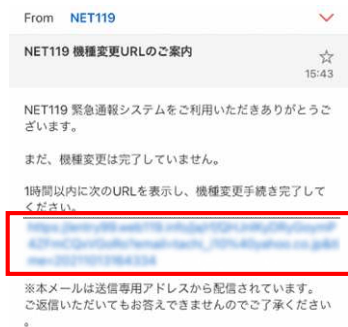 From NET119
NET119 機種変更URLのご案内
15:43
NET119 緊急通報システムをご利用いただきありがとうご
ざいます。
まだ、機種変更は完了していません。
1時間以内に次のURLを表示し、機種変更手続き完了して
ください。
※本メールは送信専用アドレスから配信されています。
ご返信いただいてもお答えできませんのでご了承ください
。